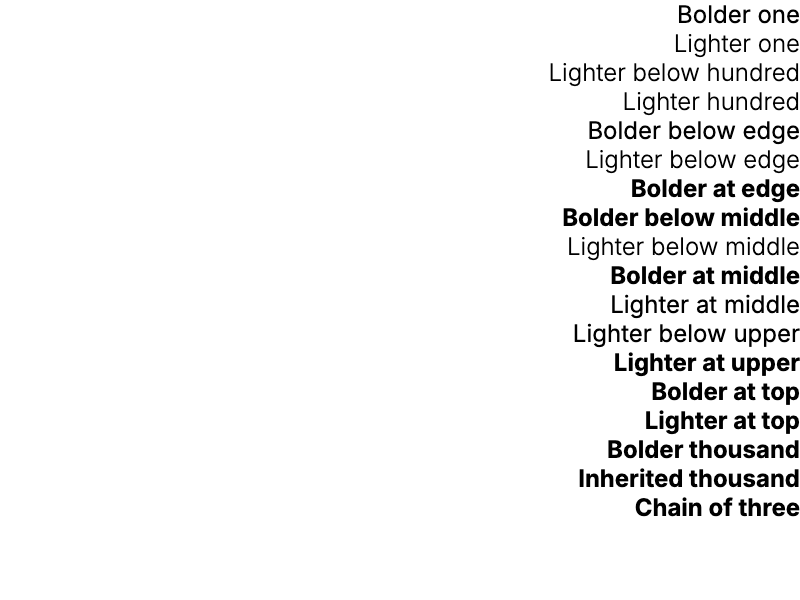 Bolder one
Lighter one
Lighter below hundred
Lighter hundred
Bolder below edge
Lighter below edge
Bolder at edge
Bolder below middle
Lighter below middle
Bolder at middle
Lighter at middle
Lighter below upper
Lighter at upper
Bolder at top
Lighter at top
Bolder thousand
Inherited thousand
Chain of three